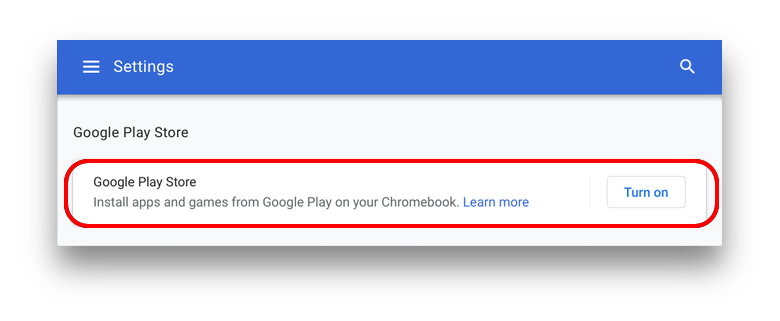 Settings
Google Play Store
Google Play Store
Install apps and games from Google Play on your Chromebook. Learn more
Turn on